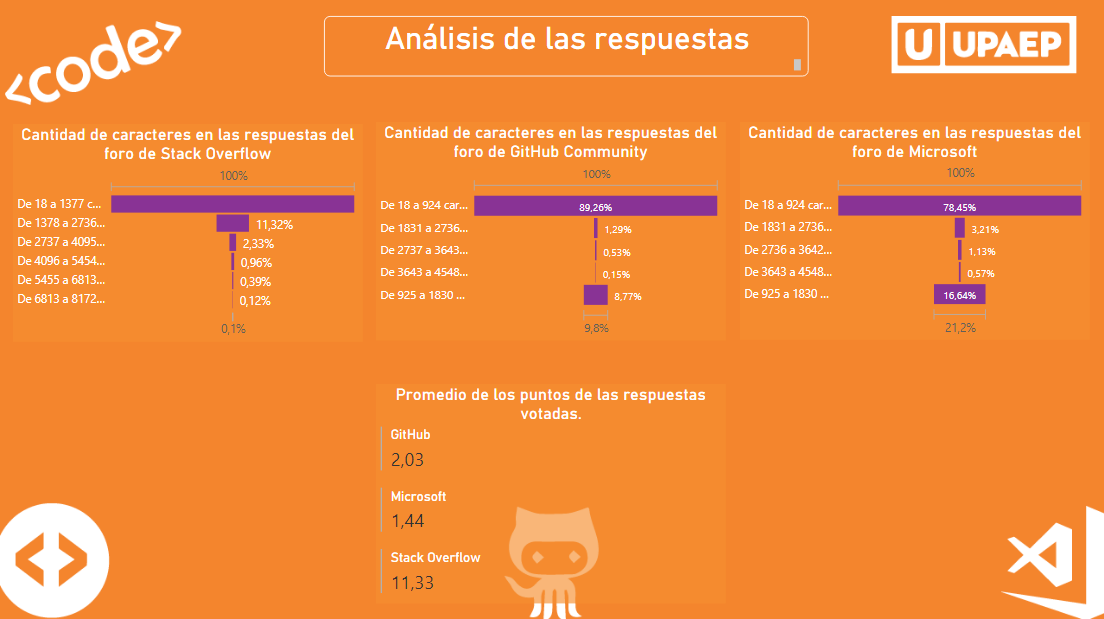 <code>
Análisis de las respuestas
U UPAEP
Cantidad de caracteres en las respuestas del
foro de Stack Overflow
100%
De 18 a 1377 c...
De 1378 a 2736...
11,32%
De 2737 a 4095...
2,33%
De 4096 a 5454...
0,96%
De 5455 a 6813...
0,39%
De 6813 a 8172...
0,12%
0,1%
Cantidad de caracteres en las respuestas del
foro de GitHub Community
100%
De 18 a 924 car...
89,26%
De 1831 a 2736...
1,29%
De 2737 a 3643...
0,53%
De 3643 a 4548...
0,15%
De 925 a 1830 ...
8,77%
9,8%
Cantidad de caracteres en las respuestas del
foro de Microsoft
100%
De 18 a 924 car...
78,45%
De 1831 a 2736...
3,21%
De 2736 a 3642...
1,13%
De 3643 a 4548...
0,57%
De 925 a 1830 ...
16,64%
21,2%
Promedio de los puntos de las respuestas
votadas.
GitHub
2,03
Microsoft
1,44
Stack Overflow
11,33